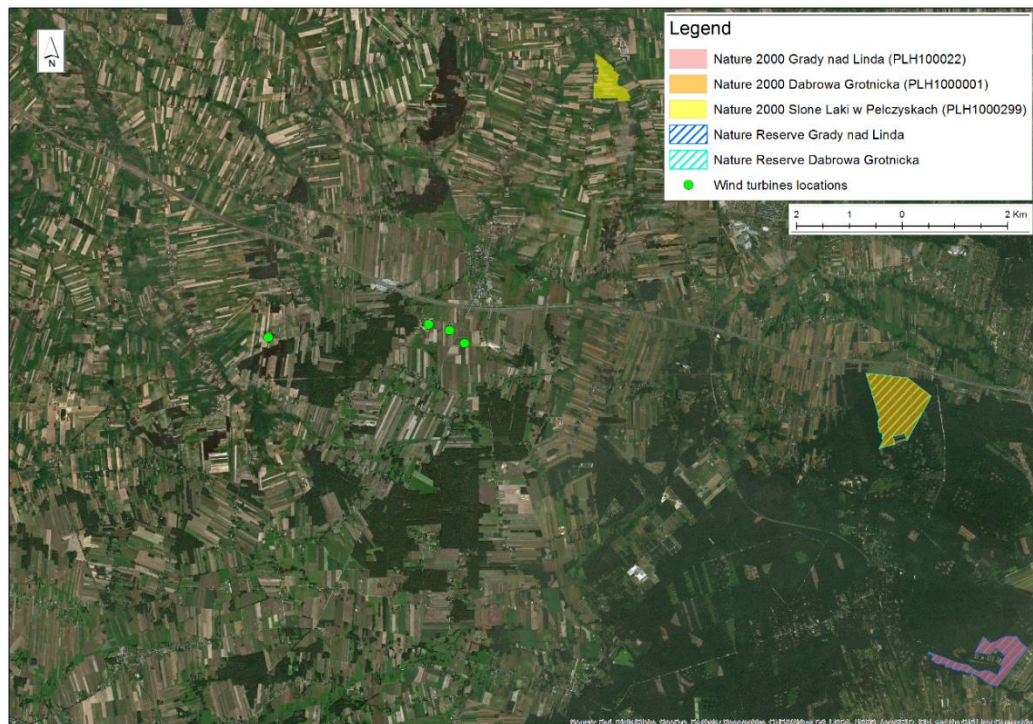 Legend
Nature 2000 Grady nad Linda (PLH100022)
Nature 2000 Dabrowa Grotnicka (PLH1000001)
Nature 2000 Slone Laki w Pelczyskach (PLH1000299)
Nature Reserve Grady nad Linda
Nature Reserve Dabrowa Grotnicka
Wind turbines locations
N
2 1 0 2 Km